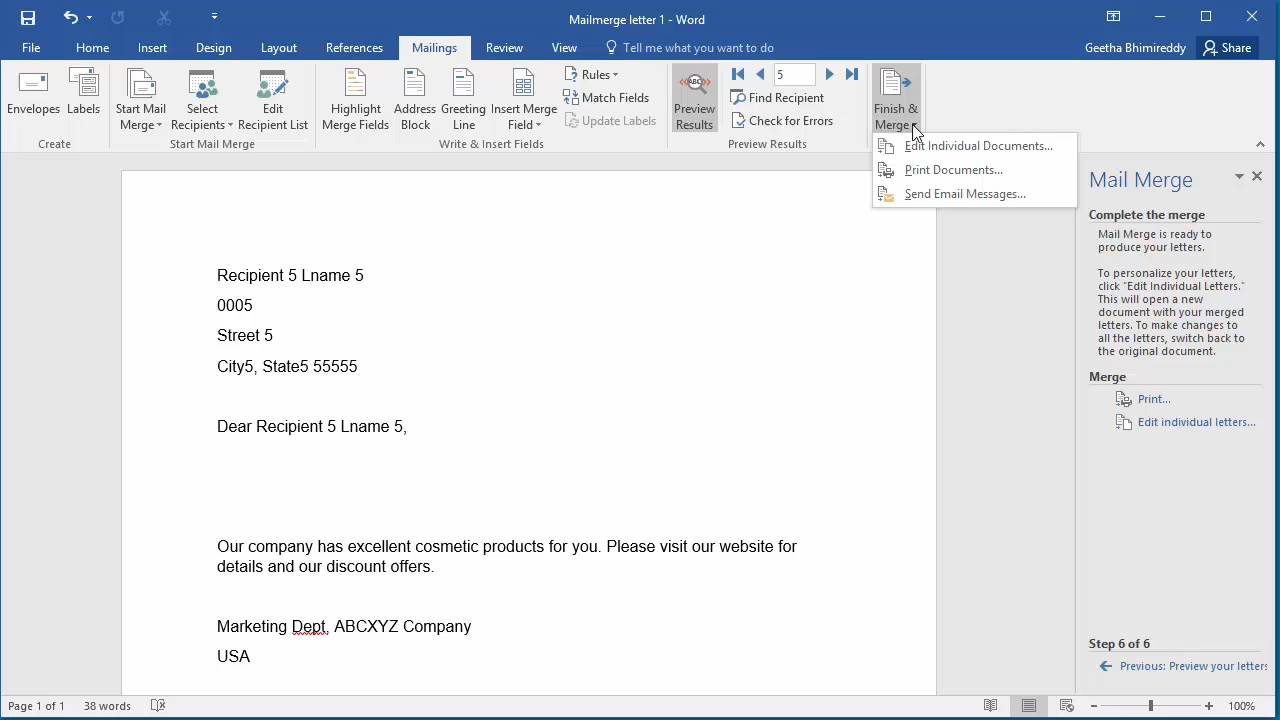 Mailmerge letter 1 - Word
File Home Insert Design Layout References Mailings Review View Tell me what you want to do Geetha Bhimireddy Share
Envelopes
Labels
Create
Start Mail
Merge
Select
Recipients
Edit
Recipient List
Start Mail Merge
Highlight
Merge Fields
Address
Block
Greeting
Line
Insert Merge
Field
Rules
Match Fields
Update Labels
Write & Insert Fields
ABC
Preview
Results
5
Find Recipient
Check for Errors
Preview Results
Finish &
Merge
Edit Individual Documents...
Print Documents...
Send Email Messages...
Recipient 5 Lname 5
0005
Street 5
City5, State5 55555
Dear Recipient 5 Lname 5,
Our company has excellent cosmetic products for you. Please visit our website for
details and our discount offers.
Marketing Dept, ABCXYZ Company
USA
Mail Merge
Complete the merge
Mail Merge is ready to
produce your letters.
To personalize your letters,
click "Edit Individual Letters."
This will open a new
document with your merged
letters. To make changes to
all the letters, switch back to
the original document.
Merge
Print...
Edit individual letters...
Step 6 of 6
Previous: Preview your letters
Page 1 of 1 38 words 100%